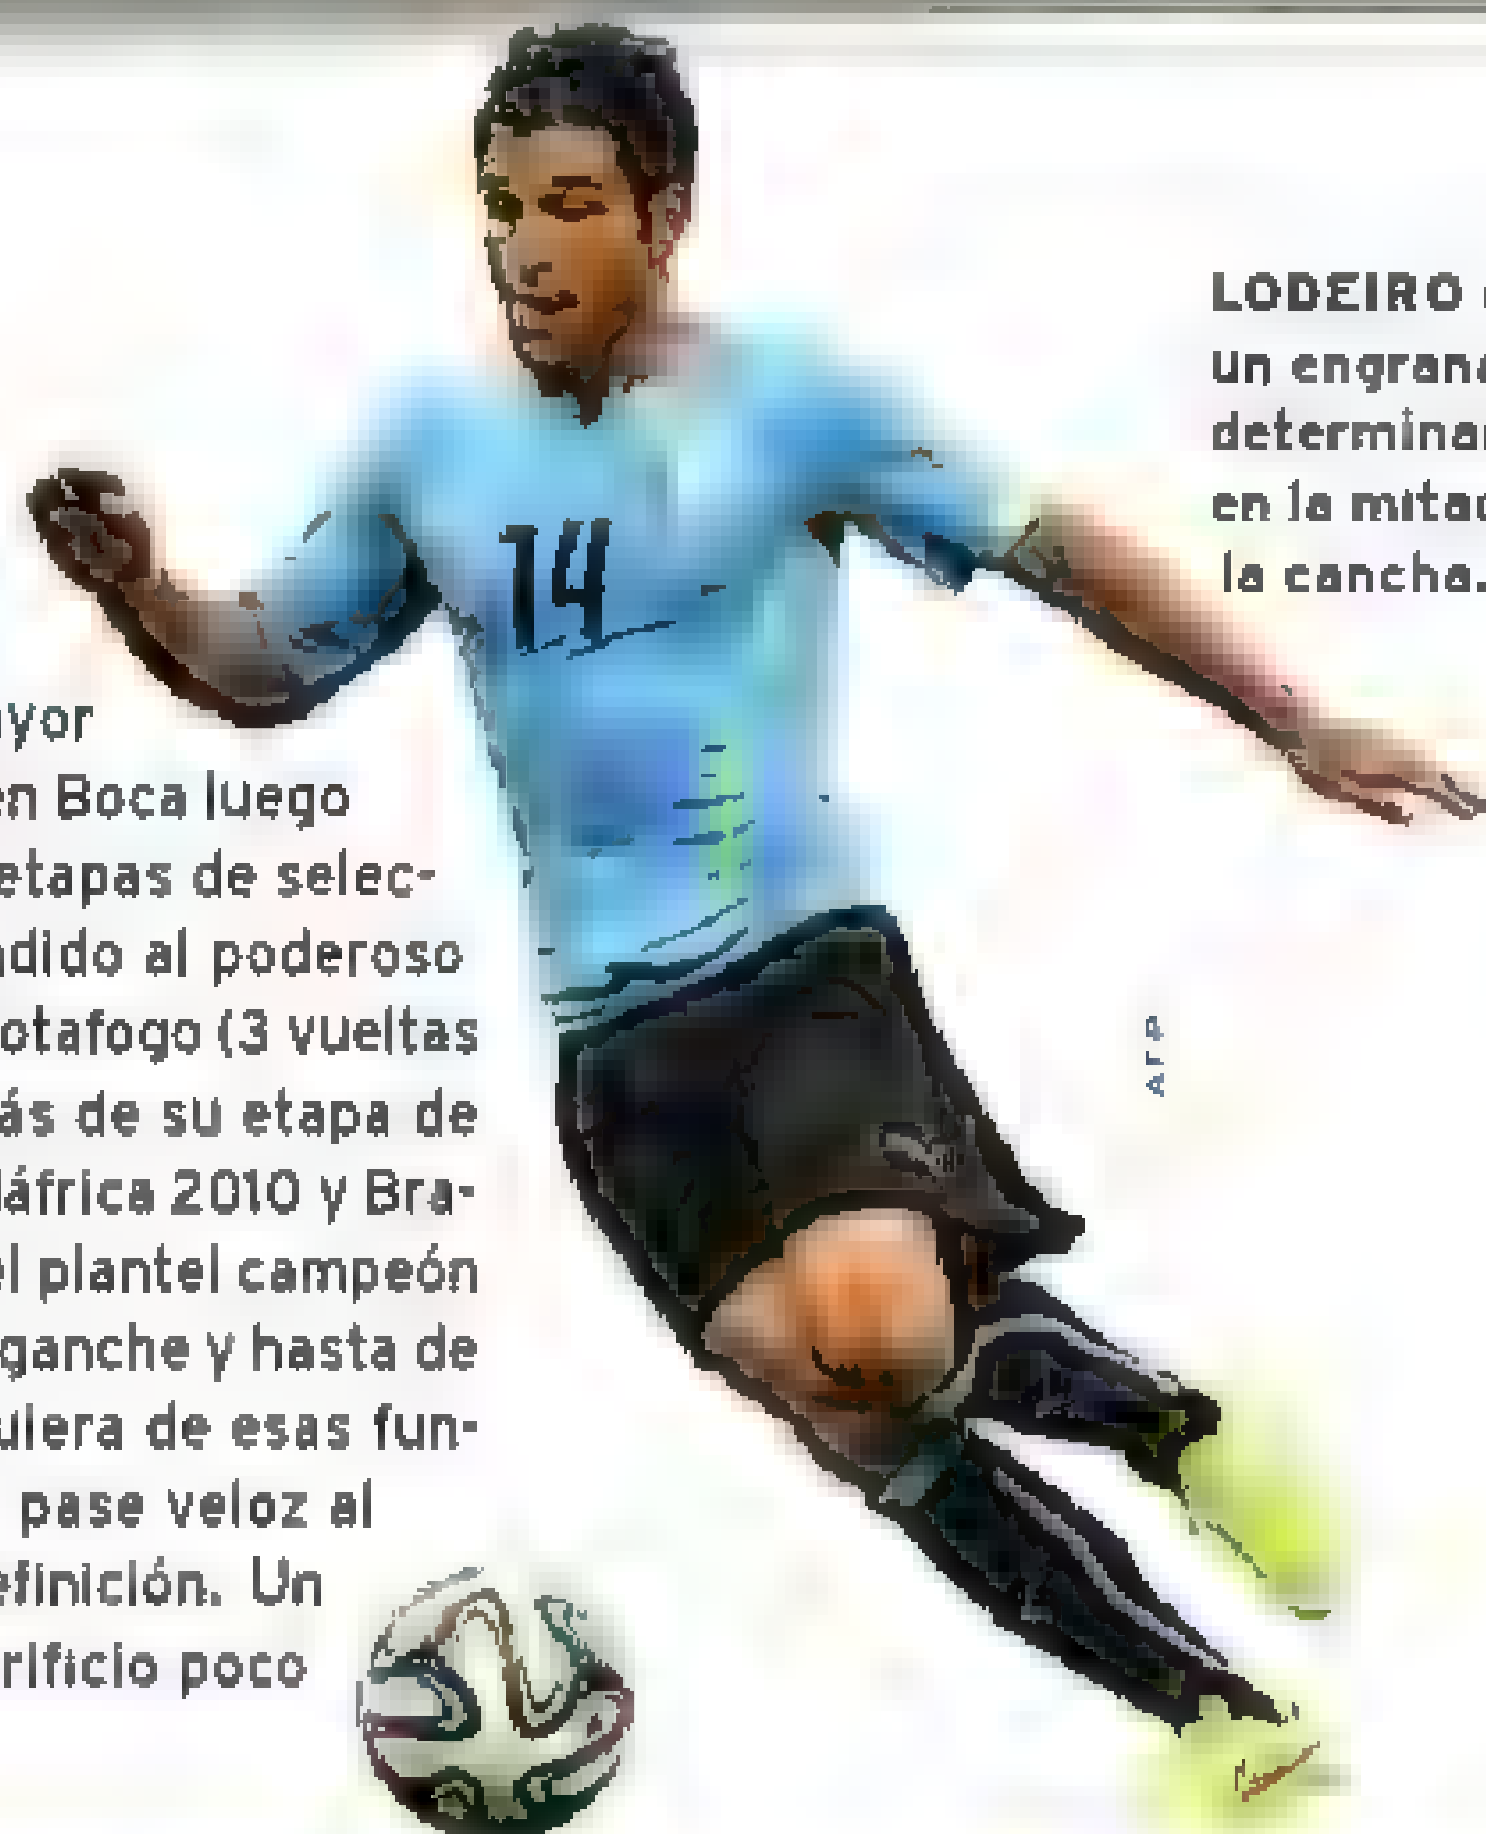 LODEIRO
un engrana
determinan
en la mitad
la cancha.
14
yor
en Boca luego
etapas de selec-
ndido al poderoso
otafogo (3 vueltas
ás de su etapa de
dáfrica 2010 y Bra-
el plantel campeón
ganche y hasta de
uiera de esas fun-
pase veloz al
efinición. Un
rificio poco
AFP